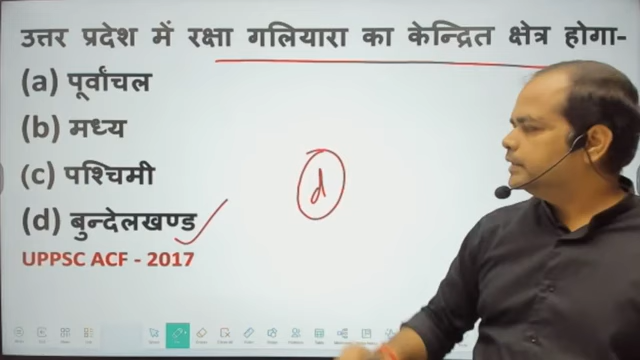 उत्तर प्रदेश में रक्षा गलियारा का केन्द्रित क्षेत्र होगा-
(a) पूर्वांचल
(b) मध्य
(c) पश्चिमी
d
(d) बुन्देलखण्ड
UPPSC ACF - 2017